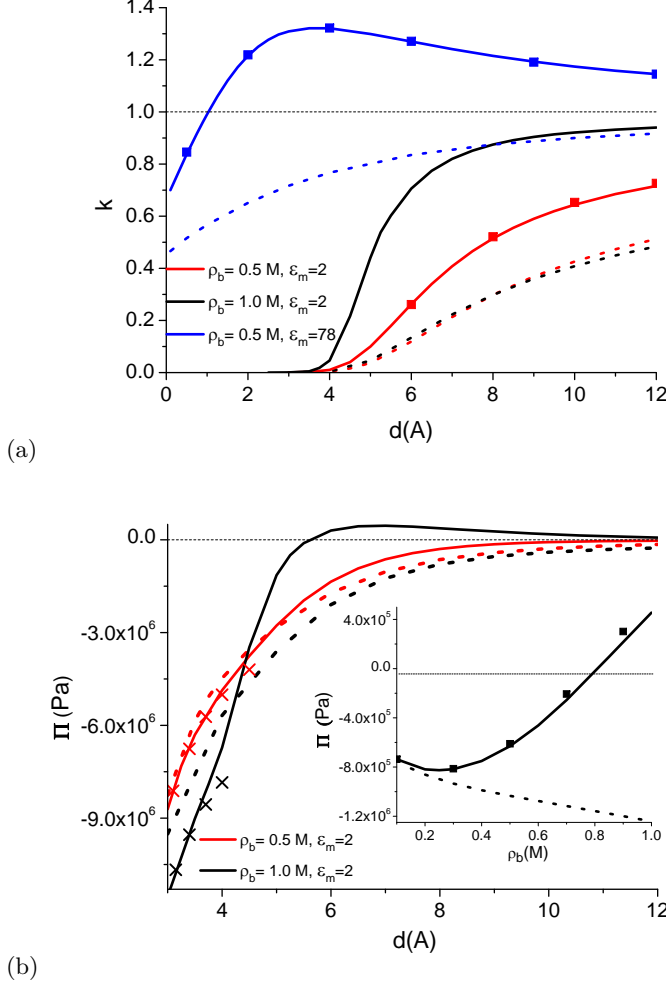 1.4
1.2
1.0
0.8
0.6
0.4
0.2
0.0
k
ρb= 0.5 M, εm=2
ρb= 1.0 M, εm=2
ρb= 0.5 M, εm=78
0 2 4 6 8 10 12
d(A)
(a)
0.0
-3.0x10^6
-6.0x10^6
-9.0x10^6
Π (Pa)
4.0x10^5
0.0
-4.0x10^5
-8.0x10^5
-1.2x10^6
Π (Pa)
0.2 0.4 0.6 0.8 1.0
ρb(M)
ρb= 0.5 M, εm=2
ρb= 1.0 M, εm=2
4 6 8 10 12
d(A)
(b)